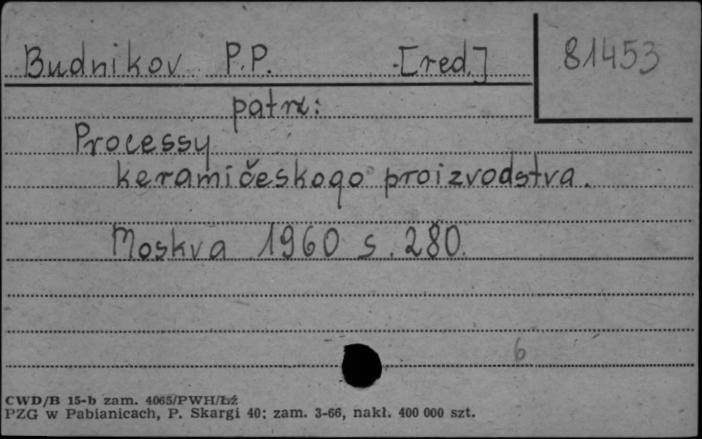 Budnikov P.P. [red.] 81453
patrz:
Processy
keramičeskogo proizvodstva.
Moskva 1960 s. 280.
6
CWD/B 15-b zam. 4065/PWH/Łź
PZG w Pabianicach, P. Skargi 40; zam. 3-66, nakł. 400 000 szt.